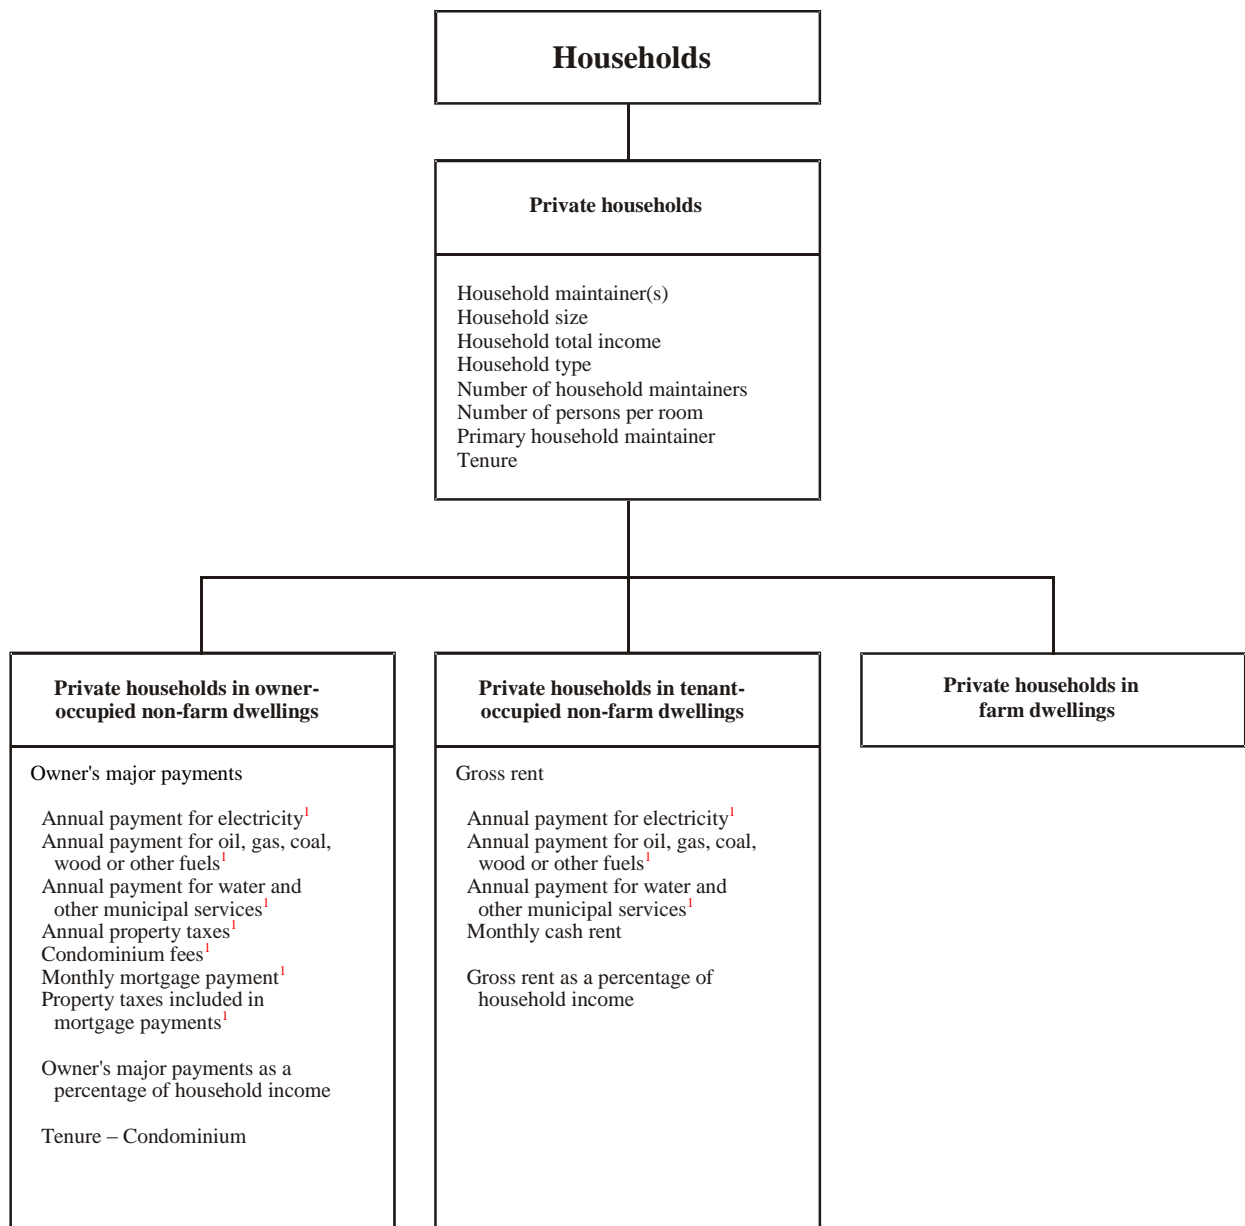 Households
Private households
Household maintainer(s)
Household size
Household total income
Household type
Number of household maintainers
Number of persons per room
Primary household maintainer
Tenure
Private households in owner-
occupied non-farm dwellings
Owner's major payments
Annual payment for electricity1
Annual payment for oil, gas, coal,
wood or other fuels1
Annual payment for water and
other municipal services1
Annual property taxes1
Condominium fees1
Monthly mortgage payment1
Property taxes included in
mortgage payments1
Owner's major payments as a
percentage of household income
Tenure – Condominium
Private households in tenant-
occupied non-farm dwellings
Gross rent
Annual payment for electricity1
Annual payment for oil, gas, coal,
wood or other fuels1
Annual payment for water and
other municipal services1
Monthly cash rent
Gross rent as a percentage of
household income
Private households in
farm dwellings